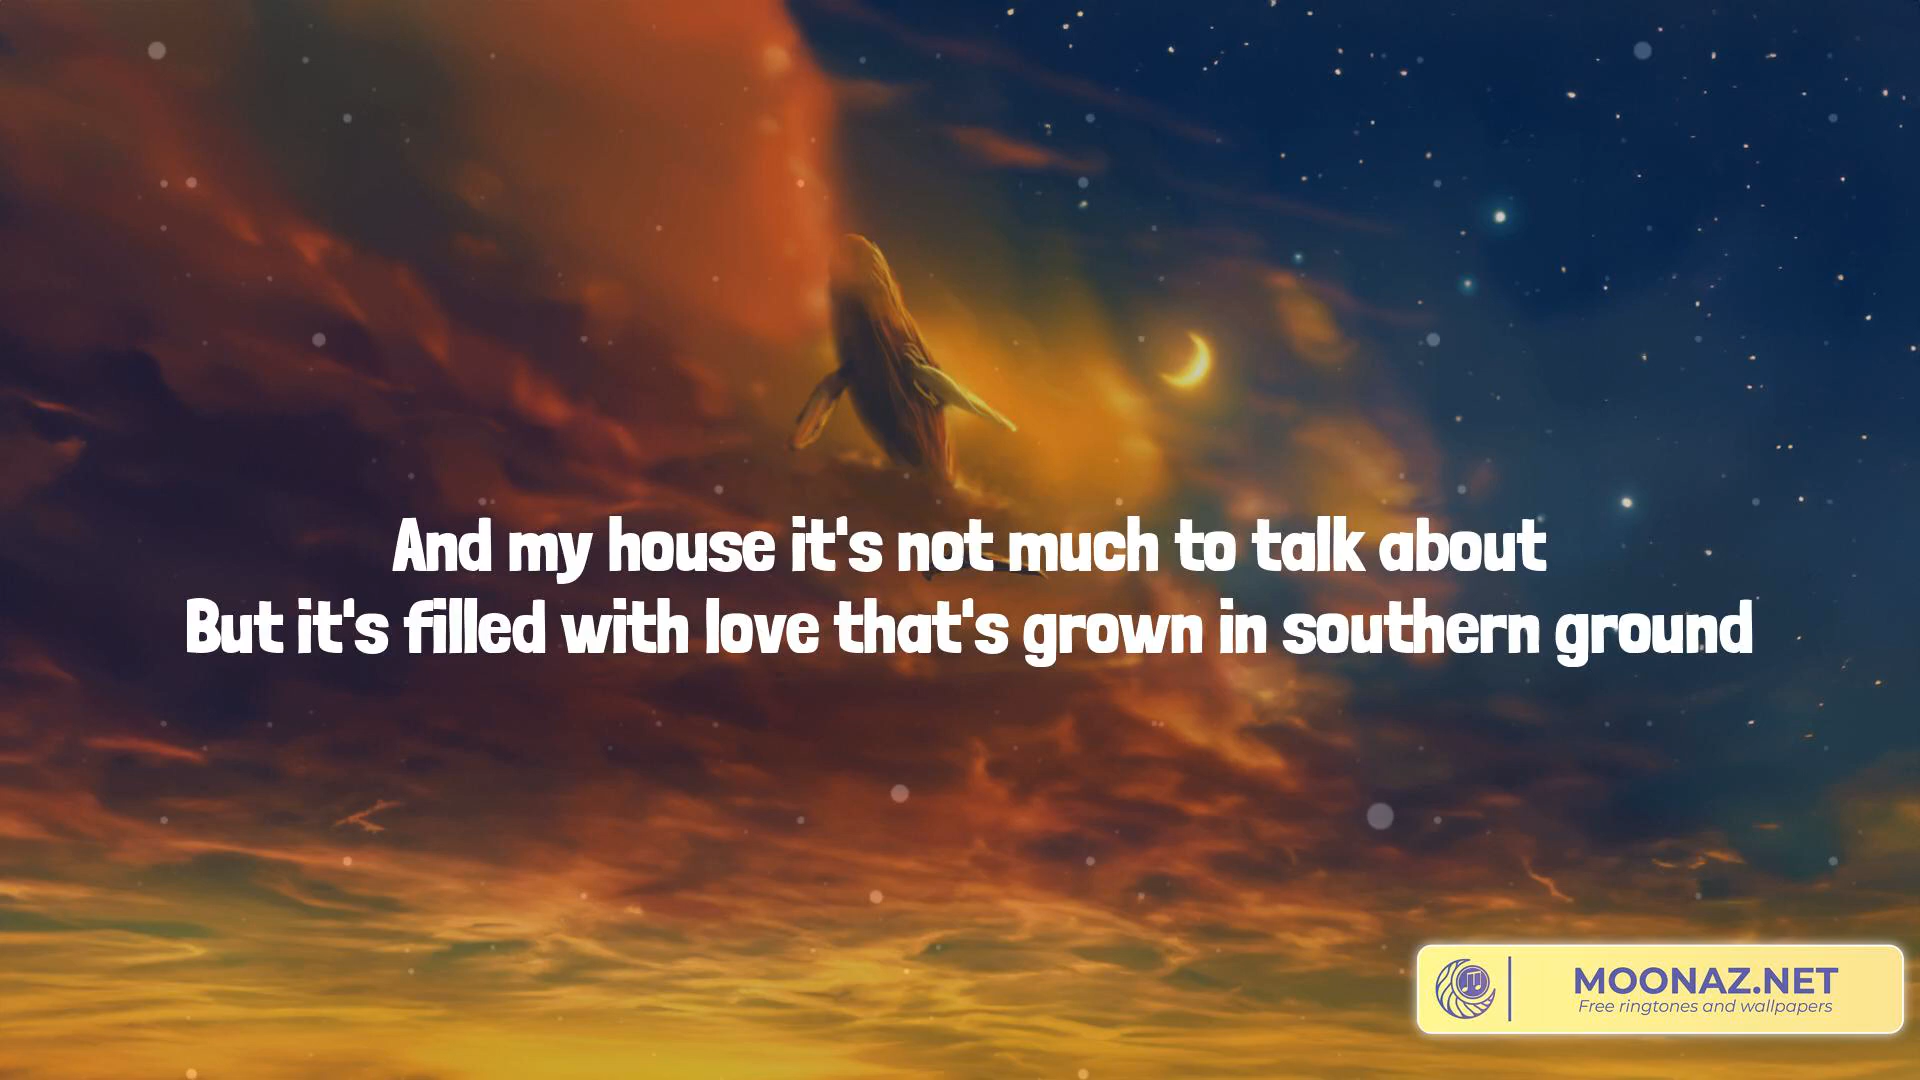 And my house it's not much to talk about
But it's filled with love that's grown in southern ground
MOONAZ.NET
Free ringtones and wallpapers